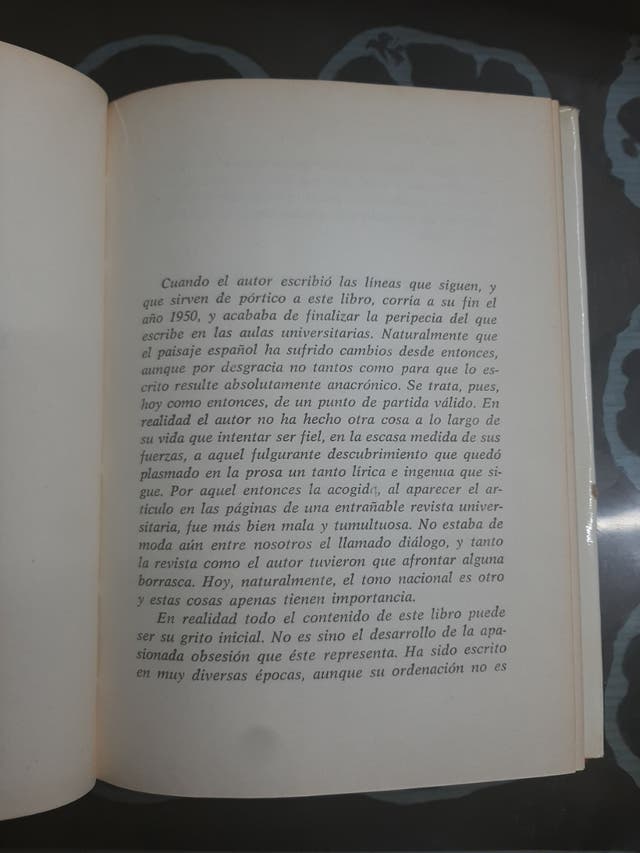 Cuando el autor escribió las líneas que siguen, y
que sirven de pórtico a este libro, corría a su fin el
año 1950, y acababa de finalizar la peripecia del que
escribe en las aulas universitarias. Naturalmente que
el paisaje español ha sufrido cambios desde entonces,
aunque por desgracia no tantos como para que lo es-
crito resulte absolutamente anacrónico. Se trata, pues,
hoy como entonces, de un punto de partida válido. En
realidad el autor no ha hecho otra cosa a lo largo de
su vida que intentar ser fiel, en la escasa medida de sus
fuerzas, a aquel fulgurante descubrimiento que quedó
plasmado en la prosa un tanto lírica e ingenua que si-
gue. Por aquel entonces la acogida, al aparecer el ar-
tículo en las páginas de una entrañable revista univer-
sitaria, fue más bien mala y tumultuosa. No estaba de
moda aún entre nosotros el llamado diálogo, y tanto
la revista como el autor tuvieron que afrontar alguna
borrasca. Hoy, naturalmente, el tono nacional es otro
y estas cosas apenas tienen importancia.
En realidad todo el contenido de este libro puede
ser su grito inicial. No es sino el desarrollo de la apa-
sionada obsesión que éste representa. Ha sido escrito
en muy diversas épocas, aunque su ordenación no es